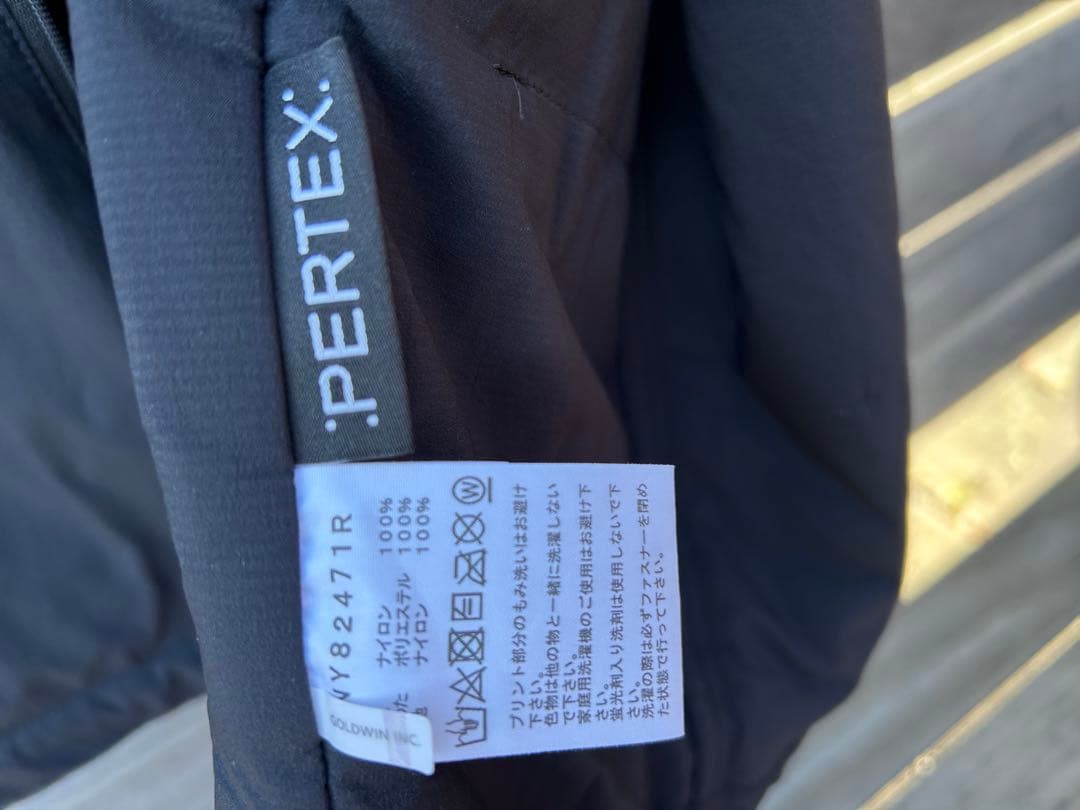 :PERTEX:
NY82471R
ナイロン 100%
ポリエステル 100%
ナイロン 100%
GOLDWIN INC.
W
プリント部分のもみ洗いはお避け
下さい。
色物は他の物と一緒に洗濯しない
で下さい。
家庭用洗濯機のご使用はお避け下
さい。
蛍光剤入り洗剤は使用しないで下
さい。
洗濯の際は必ずファスナーを閉め
た状態で行って下さい。